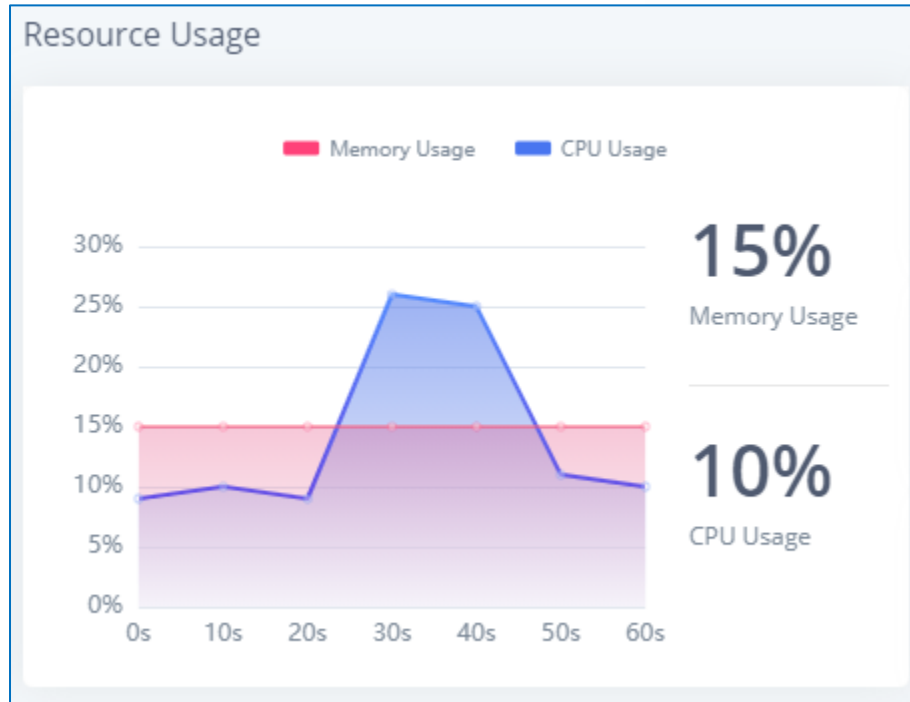 Resource Usage
Memory Usage CPU Usage
30%
25%
20%
15%
10%
5%
0%
0s 10s 20s 30s 40s 50s 60s
15%
Memory Usage
10%
CPU Usage